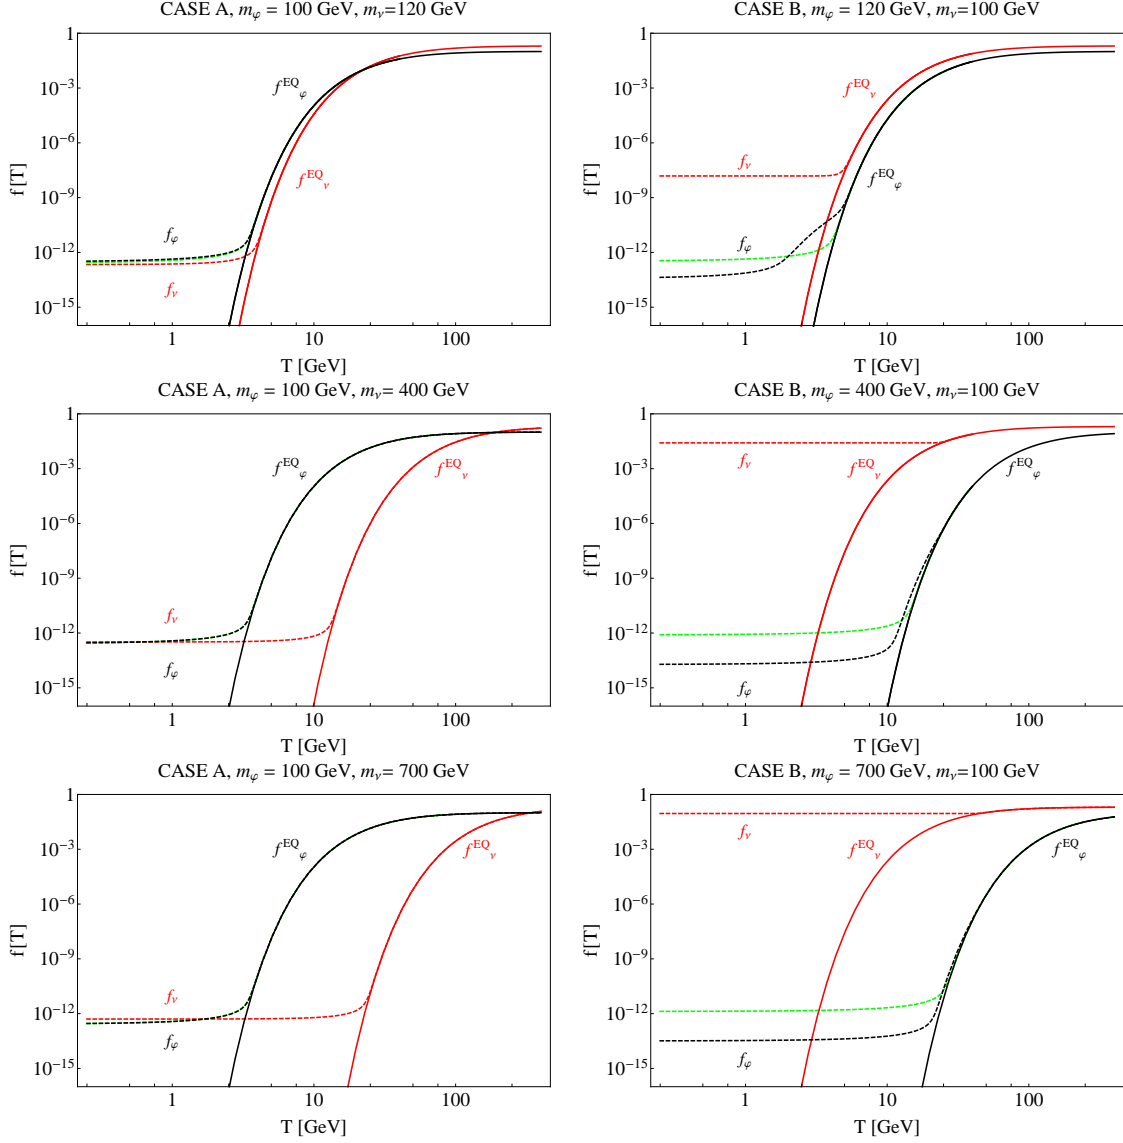 CASE A, m_φ = 100 GeV, m_ν=120 GeV
1
10^-3
10^-6
10^-9
10^-12
10^-15
f[T]
f^EQ_φ
f^EQ_ν
f_φ
f_ν
1
10
100
T [GeV]
CASE B, m_φ = 120 GeV, m_ν=100 GeV
1
10^-3
10^-6
10^-9
10^-12
10^-15
f[T]
f^EQ_ν
f_ν
f^EQ_φ
f_φ
1
10
100
T [GeV]
CASE A, m_φ = 100 GeV, m_ν= 400 GeV
1
10^-3
10^-6
10^-9
10^-12
10^-15
f[T]
f^EQ_φ
f^EQ_ν
f_ν
f_φ
1
10
100
T [GeV]
CASE B, m_φ = 400 GeV, m_ν=100 GeV
1
10^-3
10^-6
10^-9
10^-12
10^-15
f[T]
f_ν
f^EQ_ν
f^EQ_φ
f_φ
1
10
100
T [GeV]
CASE A, m_φ = 100 GeV, m_ν=700 GeV
1
10^-3
10^-6
10^-9
10^-12
10^-15
f[T]
f^EQ_φ
f^EQ_ν
f_ν
f_φ
1
10
100
T [GeV]
CASE B, m_φ = 700 GeV, m_ν=100 GeV
1
10^-3
10^-6
10^-9
10^-12
10^-15
f[T]
f_ν
f^EQ_ν
f^EQ_φ
f_φ
1
10
100
T [GeV]